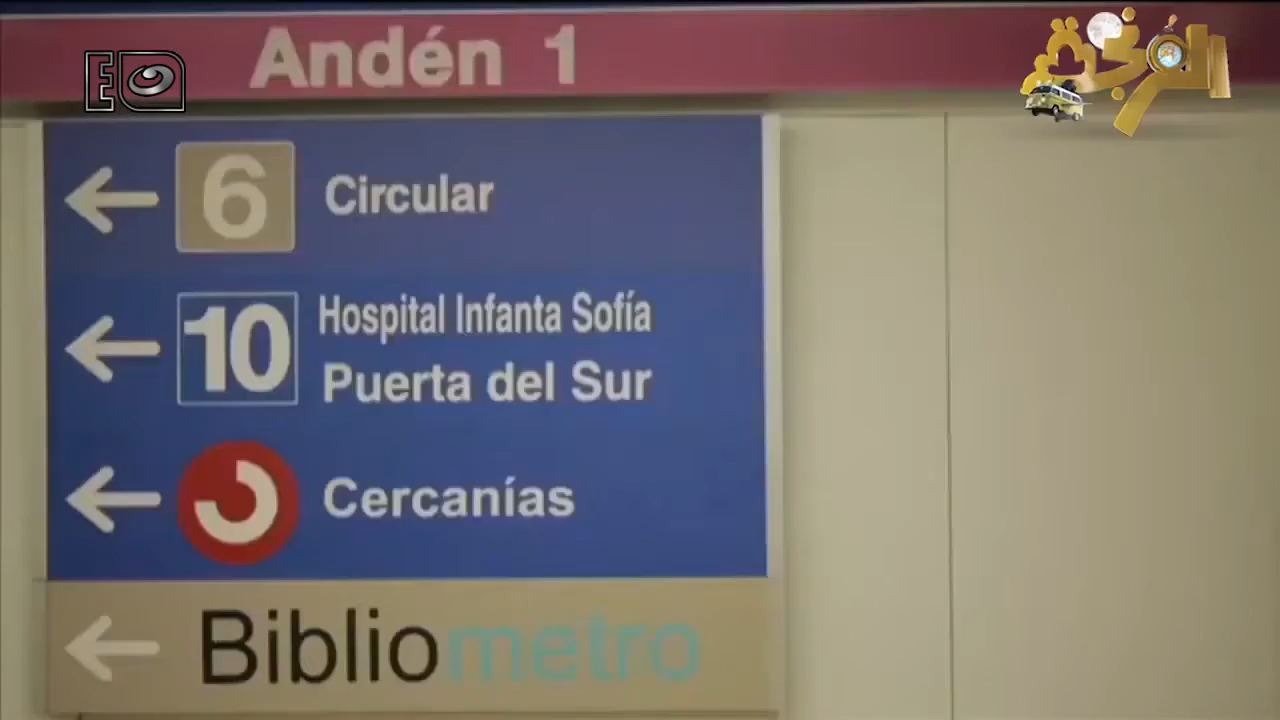 Andén 1
6 Circular
10 Hospital Infanta Sofía
Puerta del Sur
Cercanías
Bibliometro